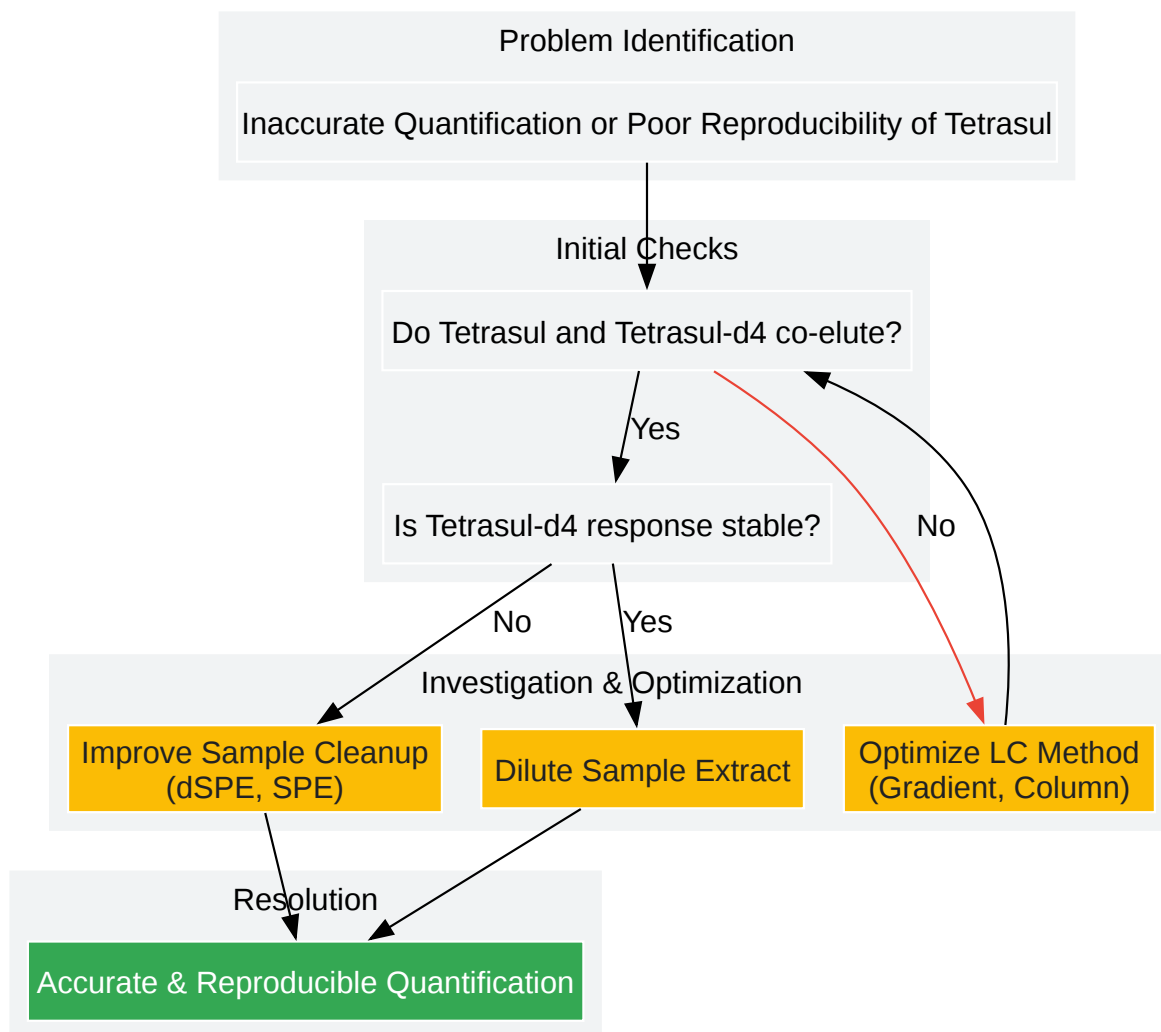 Problem Identification
Inaccurate Quantification or Poor Reproducibility of Tetrasul
Initial Checks
Do Tetrasul and Tetrasul-d4 co-elute?
Yes
Is Tetrasul-d4 response stable?
No
No
Yes
Investigation & Optimization
Improve Sample Cleanup
(dSPE, SPE)
Dilute Sample Extract
Optimize LC Method
(Gradient, Column)
Resolution
Accurate & Reproducible Quantification